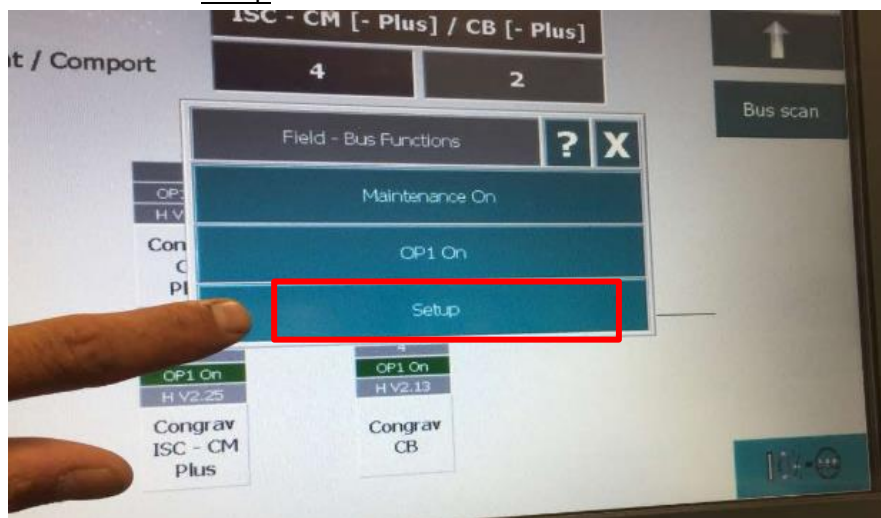 ISC - CM [- Plus] / CB [- Plus]
/ Comport
4
2
Bus scan
Field - Bus Functions
?
X
Maintenance On
OP1 On
Setup
H V
4
OP1 On
OP1 On
H V2.25
H V2.13
Congrav
ISC - CM
Plus
Congrav
CB